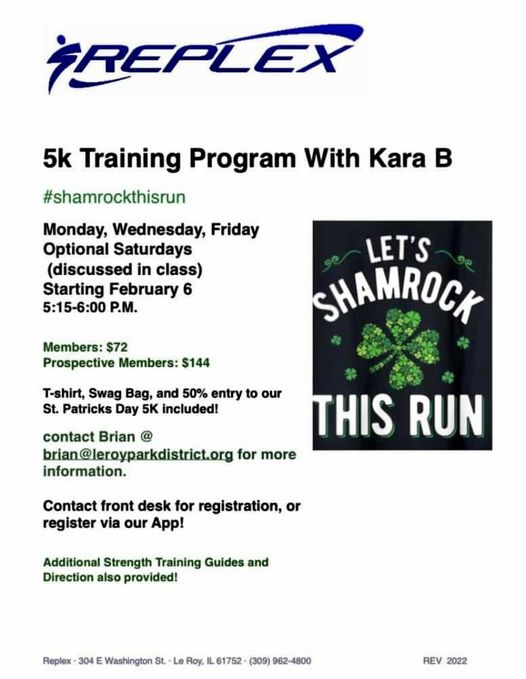 REPLEX
5k Training Program With Kara B
#shamrockthisrun
Monday, Wednesday, Friday
Optional Saturdays
(discussed in class)
Starting February 6
5:15-6:00 P.M.
Members: $72
Prospective Members: $144
T-shirt, Swag Bag, and 50% entry to our
St. Patricks Day 5K included!
contact Brian @
brian@leroyparkdistrict.org for more
information.
Contact front desk for registration, or
register via our App!
Additional Strength Training Guides and
Direction also provided!
LET'S
SHAMROCK
THIS RUN
Replex · 304 E Washington St. · Le Roy, IL 61752 · (309) 962-4800
REV 2022